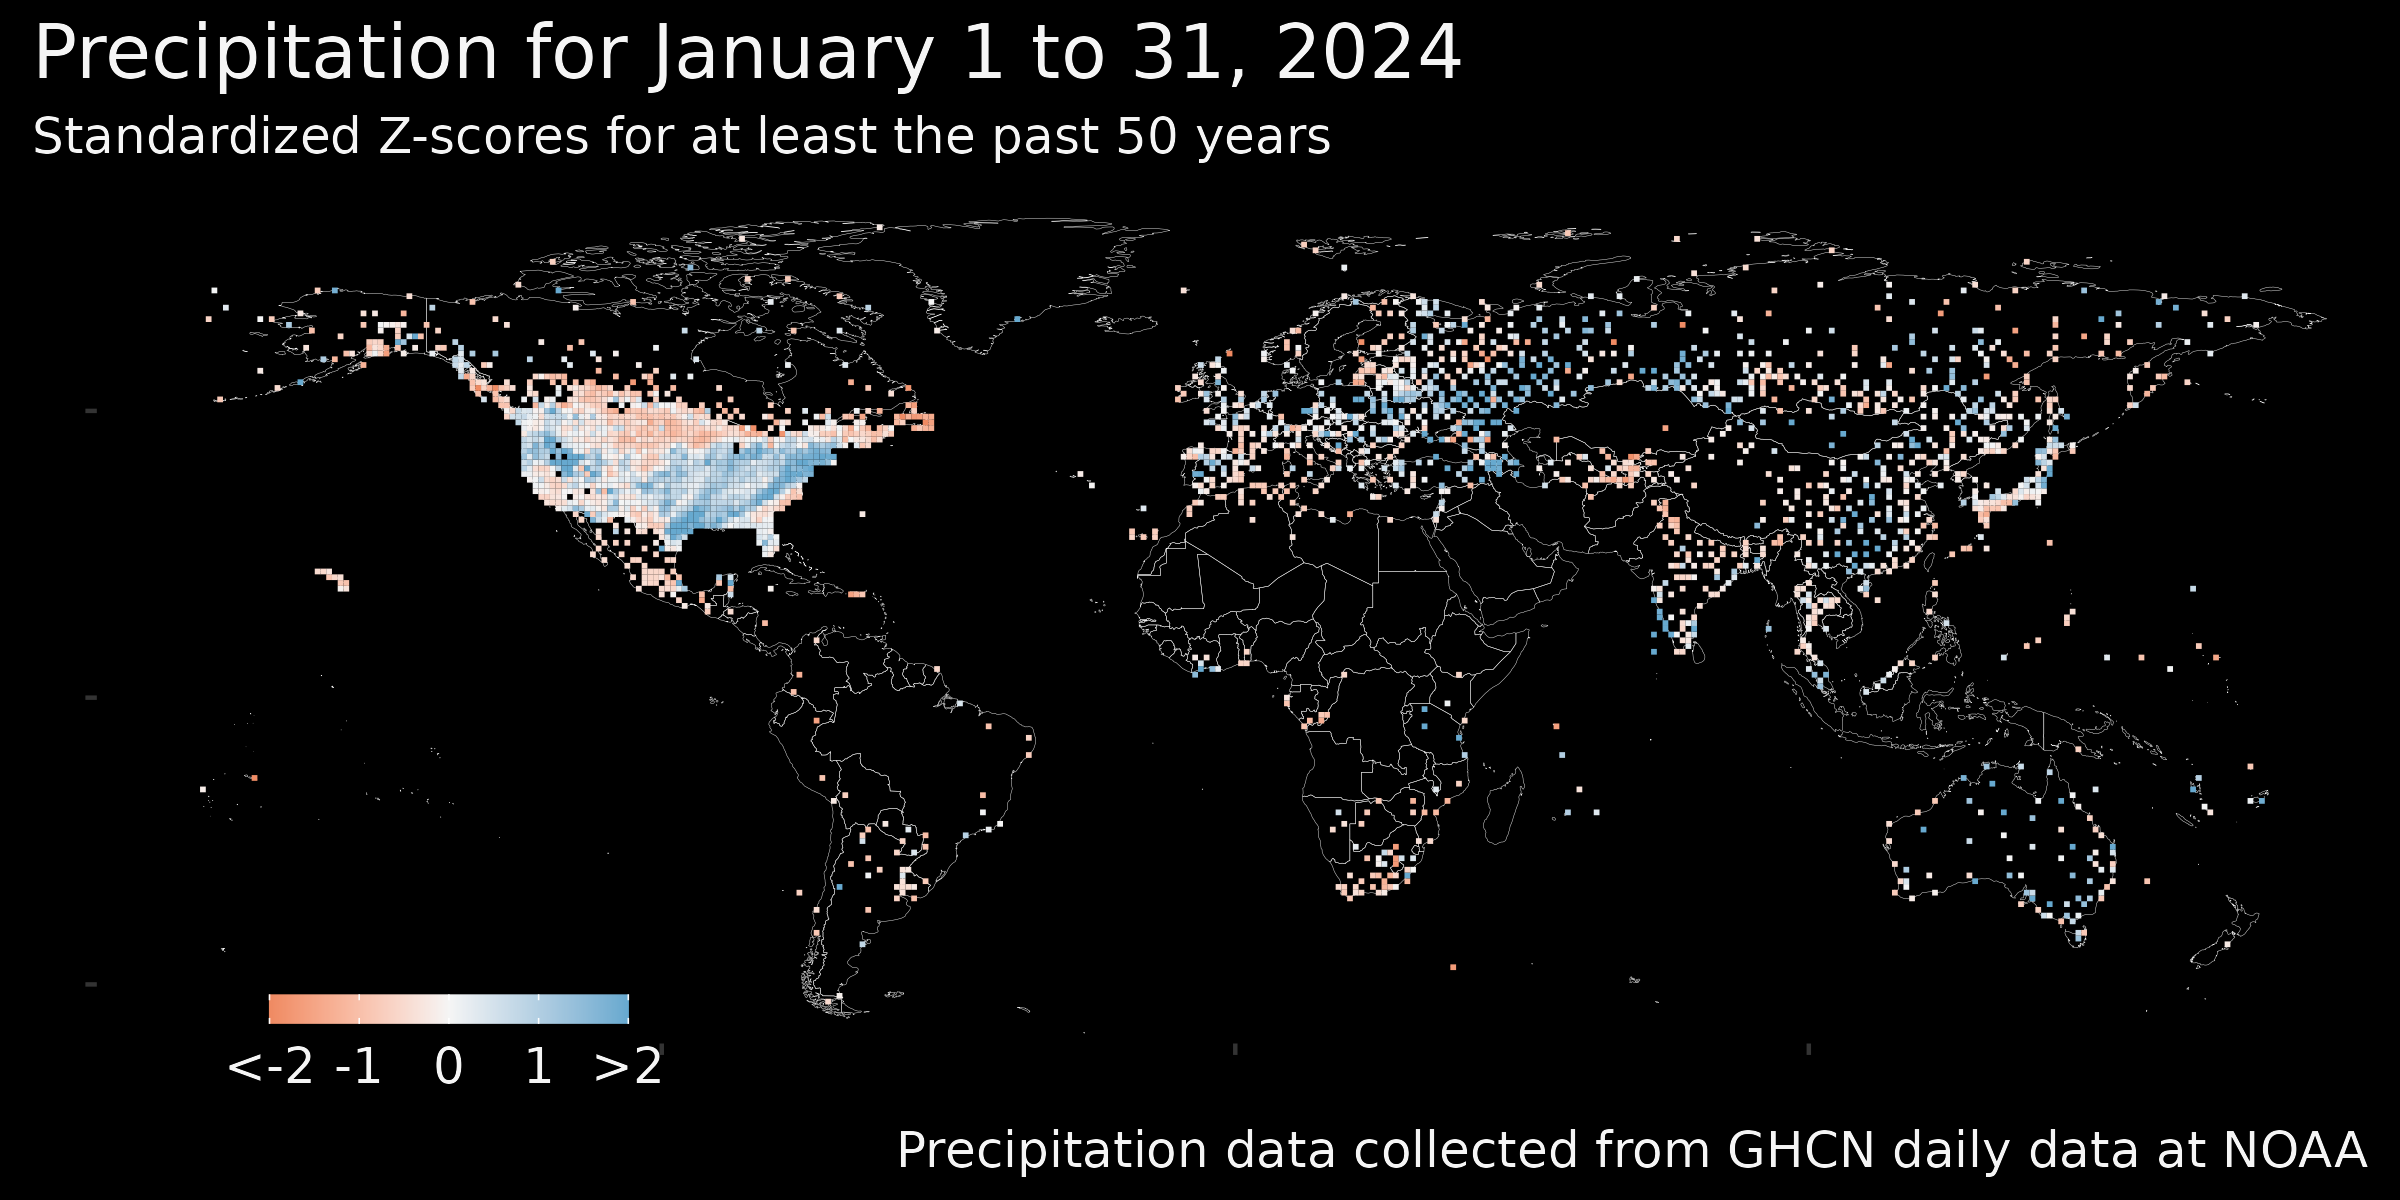 Precipitation for January 1 to 31, 2024
Standardized Z-scores for at least the past 50 years
<-2 -1 0 1 >2
Precipitation data collected from GHCN daily data at NOAA